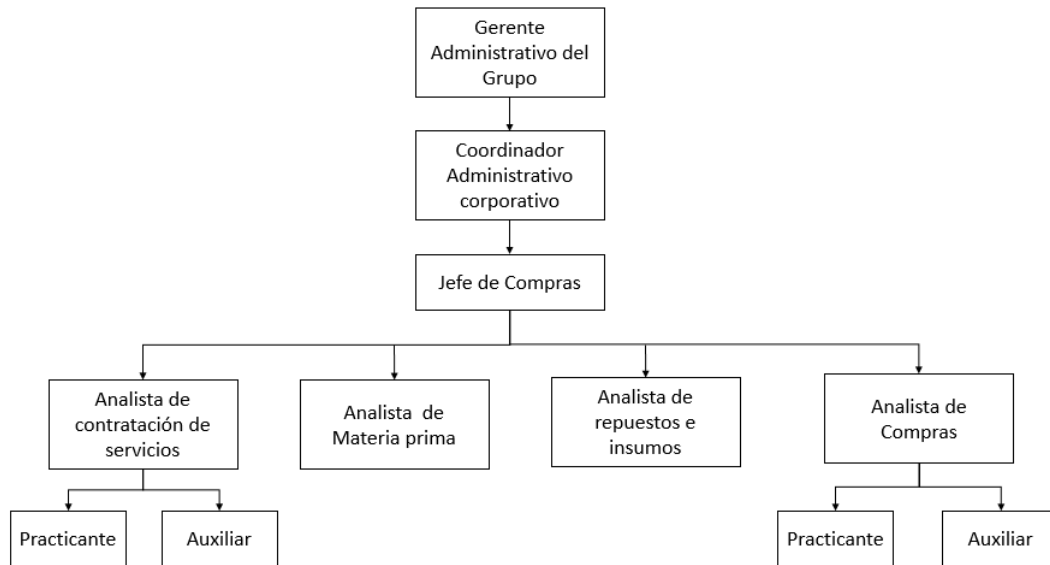 Gerente
Administrativo del
Grupo
Coordinador
Administrativo
corporativo
Jefe de Compras
Analista de
contratación de
servicios
Analista de
Materia prima
Analista de
repuestos e
insumos
Analista de
Compras
Practicante
Auxiliar
Practicante
Auxiliar